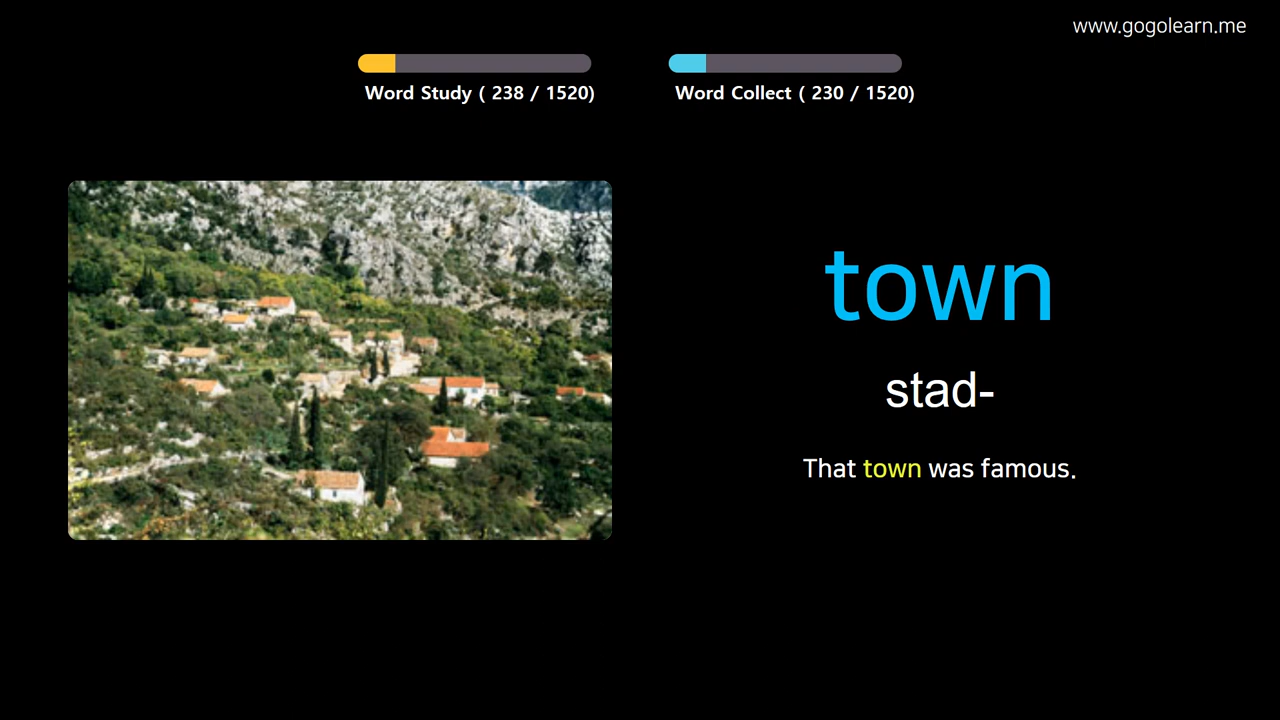 www.gogolearn.me
Word Study ( 238 / 1520)
Word Collect ( 230 / 1520)
town
stad-
That town was famous.